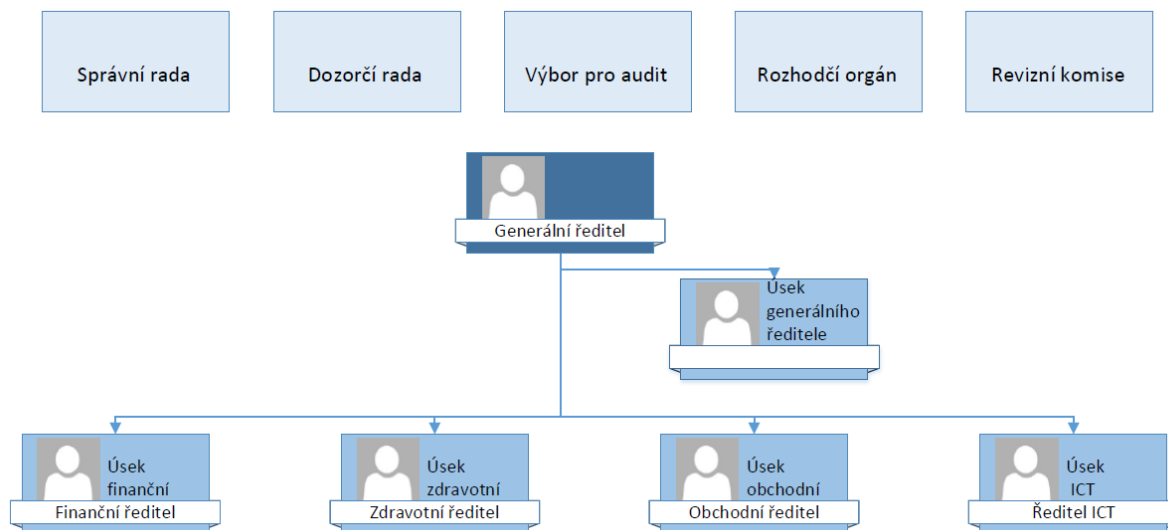 Správní rada
Dozorčí rada
Výbor pro audit
Rozhodčí orgán
Revizní komise
Generální ředitel
Úsek
generálního
ředitele
Úsek
finanční
Finanční ředitel
Úsek
zdravotní
Zdravotní ředitel
Úsek
obchodní
Obchodní ředitel
Úsek
ICT
Ředitel ICT